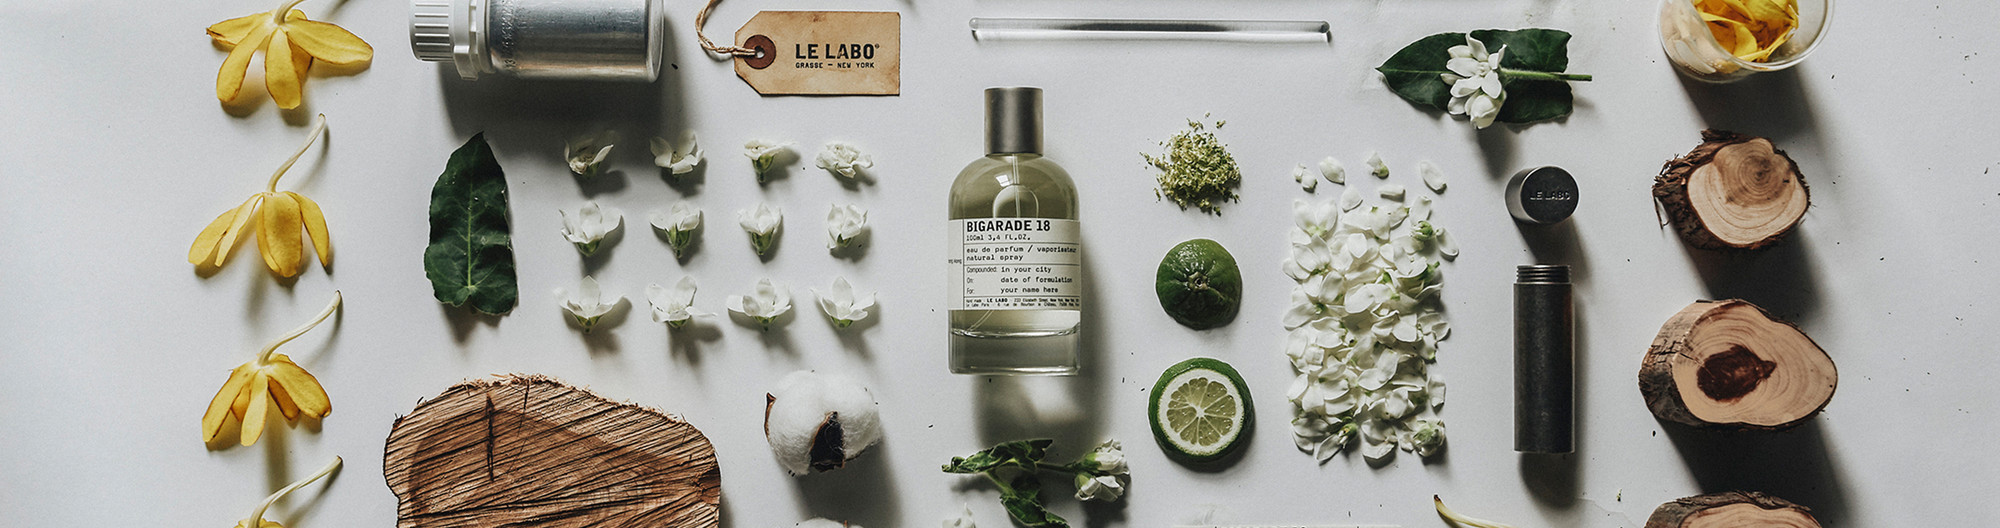 LE LABO®
GRASSE — NEW YORK
BIGARADE 18
100ml 3,4 FL.OZ.
eau de parfum / vaporisateur
natural spray
Compounded: in your city
On: date of formulation
For: your name here
LE LABO
LE LABO